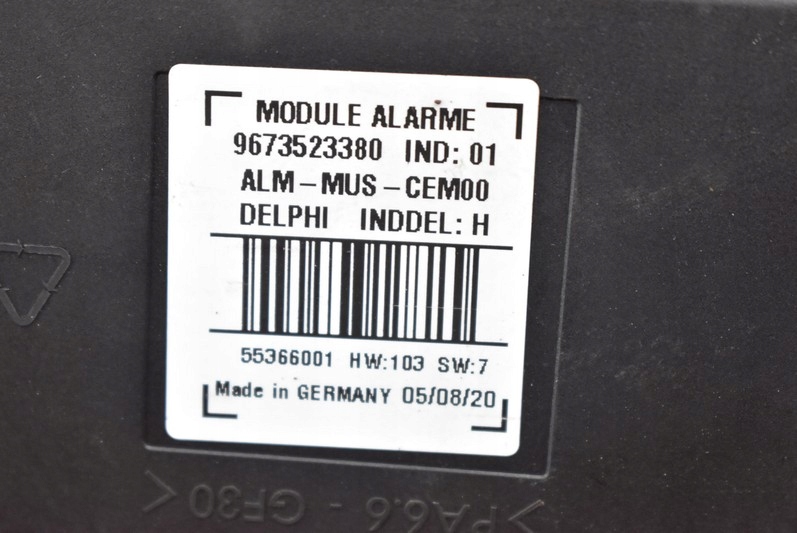 MODULE ALARME
9673523380 IND: 01
ALM-MUS-CEM00
DELPHI INDDEL: H
55366001 HW:103 SW:7
Made in GERMANY 05/08/20
>PA6.6 - GF30<